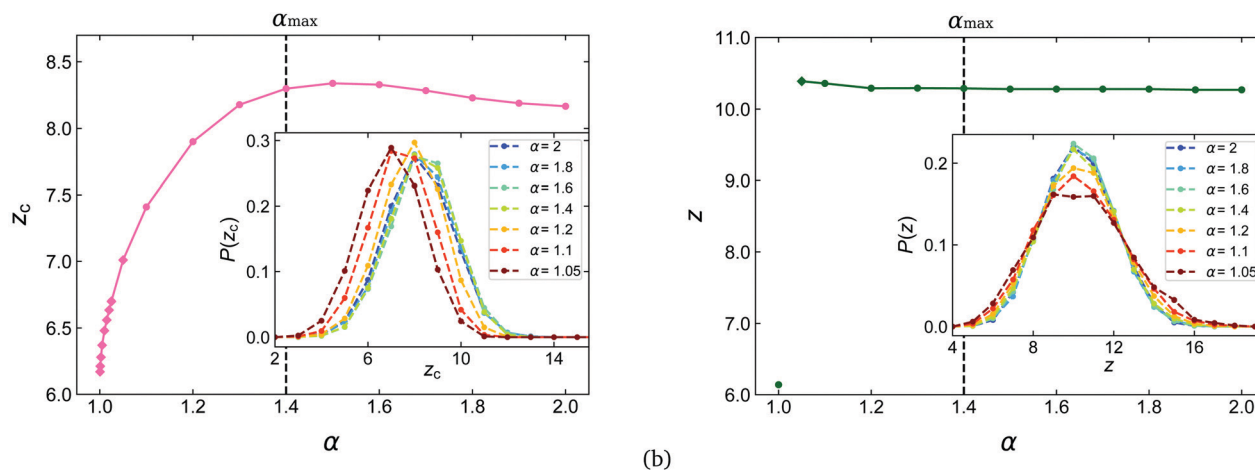 α_max
8.5
8.0
7.5
7.0
6.5
6.0
z_c
1.0 1.2 1.4 1.6 1.8 2.0
α
0.3
0.2
0.1
0.0
P(z_c)
2 6 10 14
z_c
α = 2
α = 1.8
α = 1.6
α = 1.4
α = 1.2
α = 1.1
α = 1.05
(b)
α_max
11.0
10.0
9.0
8.0
7.0
6.0
z
1.0 1.2 1.4 1.6 1.8 2.0
α
0.2
0.1
0.0
P(z)
4 8 12 16
z
α = 2
α = 1.8
α = 1.6
α = 1.4
α = 1.2
α = 1.1
α = 1.05